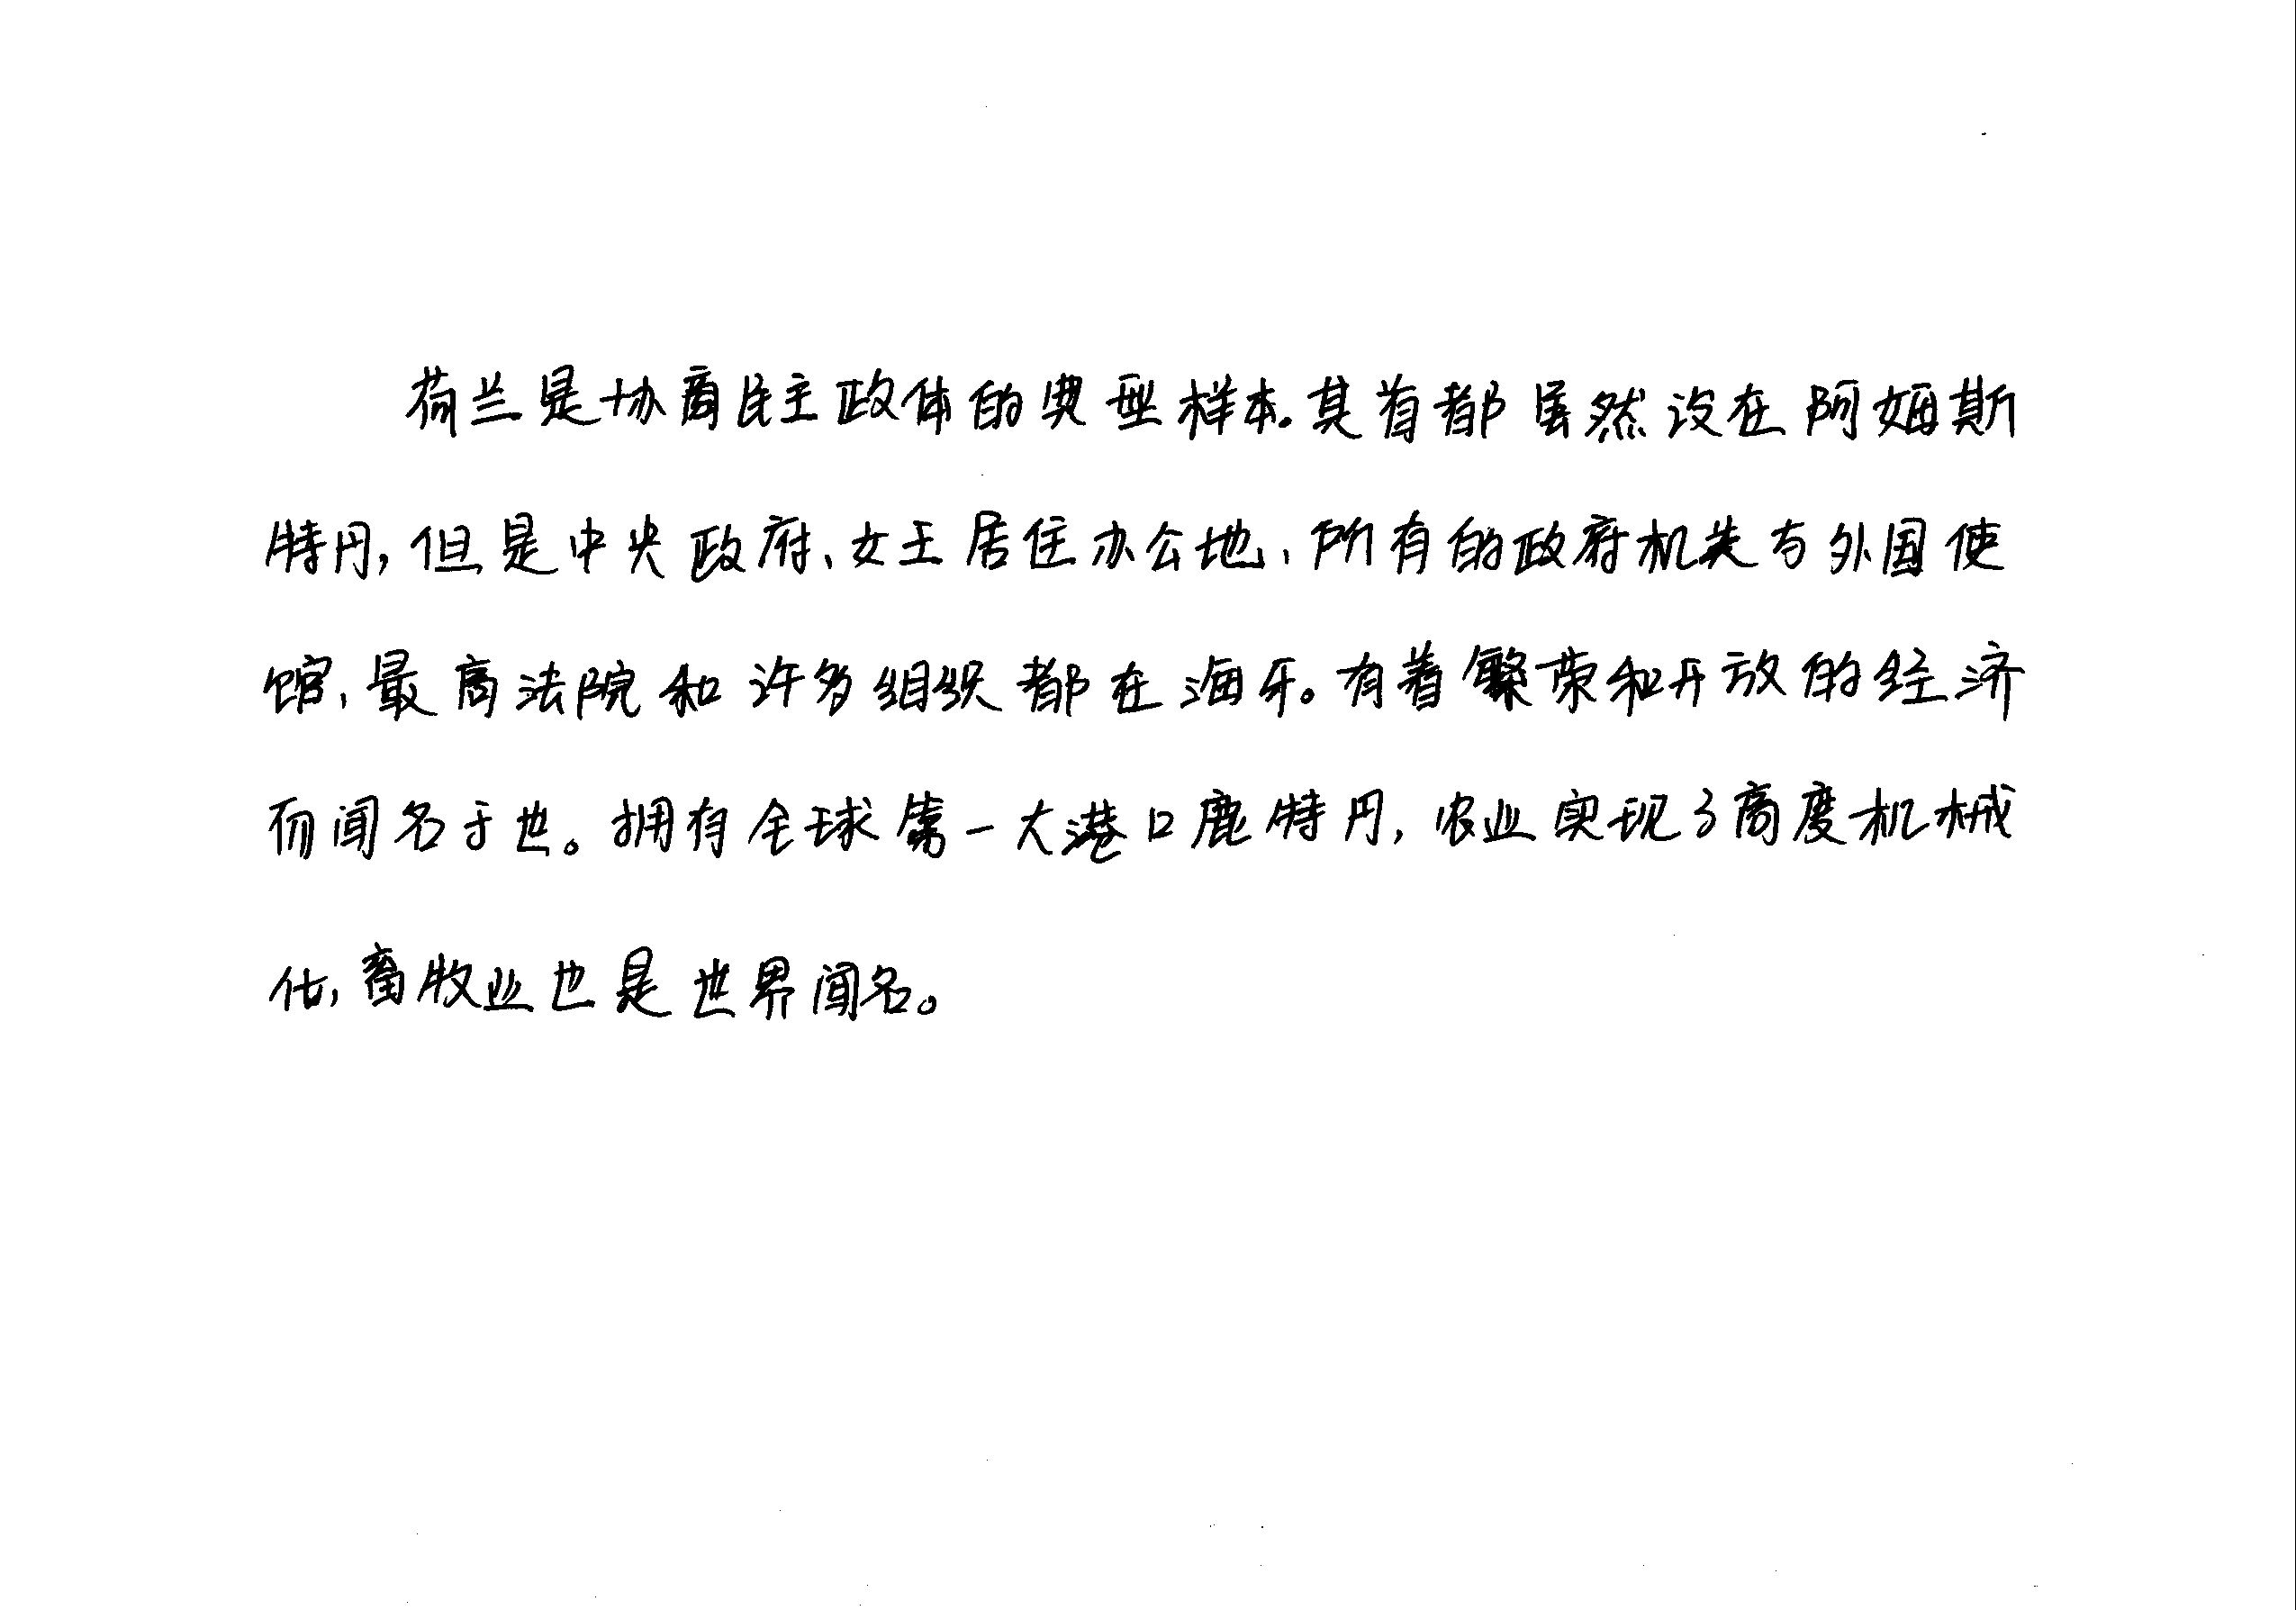 荷兰是协商民主政体的典型样本。其首都虽然设在阿姆斯
特丹，但是中央政府、女王居住办公地、所有的政府机关与外国使
馆、最高法院和许多组织都在海牙。有着繁荣和开放的经济
而闻名于世。拥有全球第一大港口鹿特丹，农业实现了高度机械
化，畜牧业也是世界闻名。